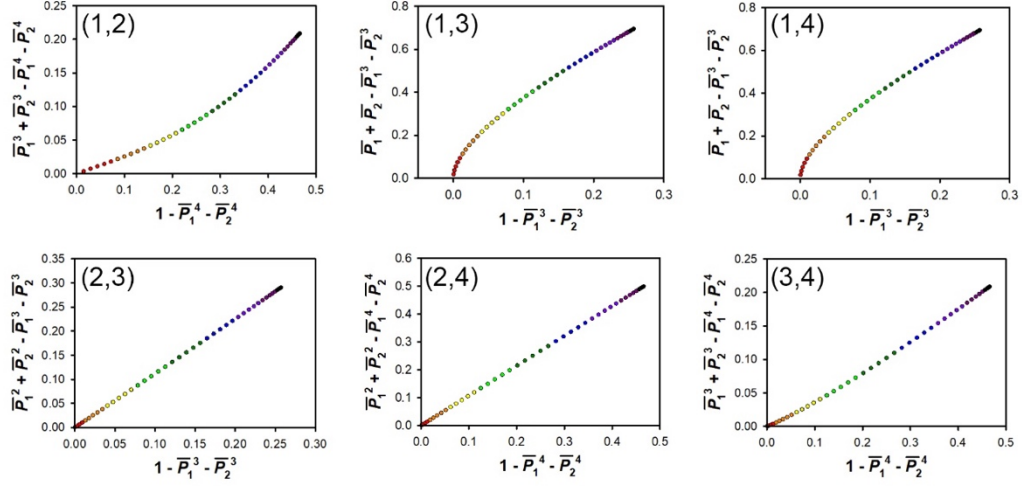 (1,2)
P̅₁³ + P̅₂³ - P̅₁⁴ - P̅₂⁴
0.25
0.20
0.15
0.10
0.05
0.00
0.0 0.1 0.2 0.3 0.4 0.5
1 - P̅₁⁴ - P̅₂⁴
(1,3)
P̅₁ + P̅₂ - P̅₁³ - P̅₂³
0.8
0.6
0.4
0.2
0.0
0.0 0.1 0.2 0.3
1 - P̅₁³ - P̅₂³
(1,4)
P̅₁ + P̅₂ - P̅₁³ - P̅₂³
0.8
0.6
0.4
0.2
0.0
0.0 0.1 0.2 0.3
1 - P̅₁³ - P̅₂³
(2,3)
P̅₁² + P̅₂² - P̅₁³ - P̅₂³
0.35
0.30
0.25
0.20
0.15
0.10
0.05
0.00
0.00 0.05 0.10 0.15 0.20 0.25 0.30
1 - P̅₁³ - P̅₂³
(2,4)
P̅₁² + P̅₂² - P̅₁⁴ - P̅₂⁴
0.6
0.5
0.4
0.3
0.2
0.1
0.0
0.0 0.1 0.2 0.3 0.4 0.5
1 - P̅₁⁴ - P̅₂⁴
(3,4)
P̅₁³ + P̅₂³ - P̅₁⁴ - P̅₂⁴
0.25
0.20
0.15
0.10
0.05
0.00
0.0 0.1 0.2 0.3 0.4 0.5
1 - P̅₁⁴ - P̅₂⁴